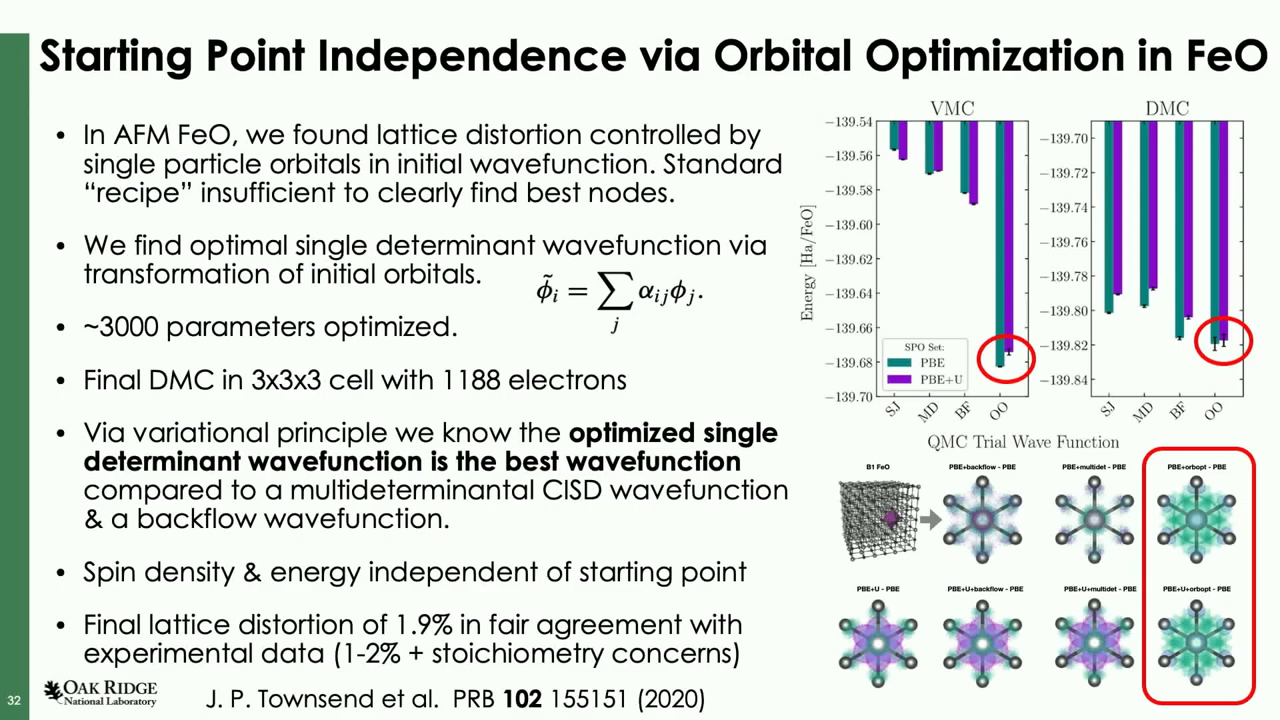 Starting Point Independence via Orbital Optimization in FeO
• In AFM FeO, we found lattice distortion controlled by
single particle orbitals in initial wavefunction. Standard
“recipe” insufficient to clearly find best nodes.
• We find optimal single determinant wavefunction via
transformation of initial orbitals.
ϕ̃ᵢ = ∑ⱼ αᵢⱼϕⱼ.
• ~3000 parameters optimized.
• Final DMC in 3x3x3 cell with 1188 electrons
• Via variational principle we know the optimized single
determinant wavefunction is the best wavefunction
compared to a multideterminantal CISD wavefunction
& a backflow wavefunction.
• Spin density & energy independent of starting point
• Final lattice distortion of 1.9% in fair agreement with
experimental data (1-2% + stoichiometry concerns)
32
OAK RIDGE
National Laboratory
J. P. Townsend et al. PRB 102 155151 (2020)
VMC
−139.54
−139.56
−139.58
−139.60
−139.62
−139.64
−139.66
−139.68
−139.70
Energy [Ha/FeO]
SPO Set:
PBE
PBE+U
SJ MD BF OO
DMC
−139.70
−139.72
−139.74
−139.76
−139.78
−139.80
−139.82
−139.84
SJ MD BF OO
QMC Trial Wave Function
B1 FeO PBE+backflow - PBE PBE+multidet - PBE PBE+orbopt - PBE
PBE+U - PBE PBE+U+backflow - PBE PBE+U+multidet - PBE PBE+U+orbopt - PBE